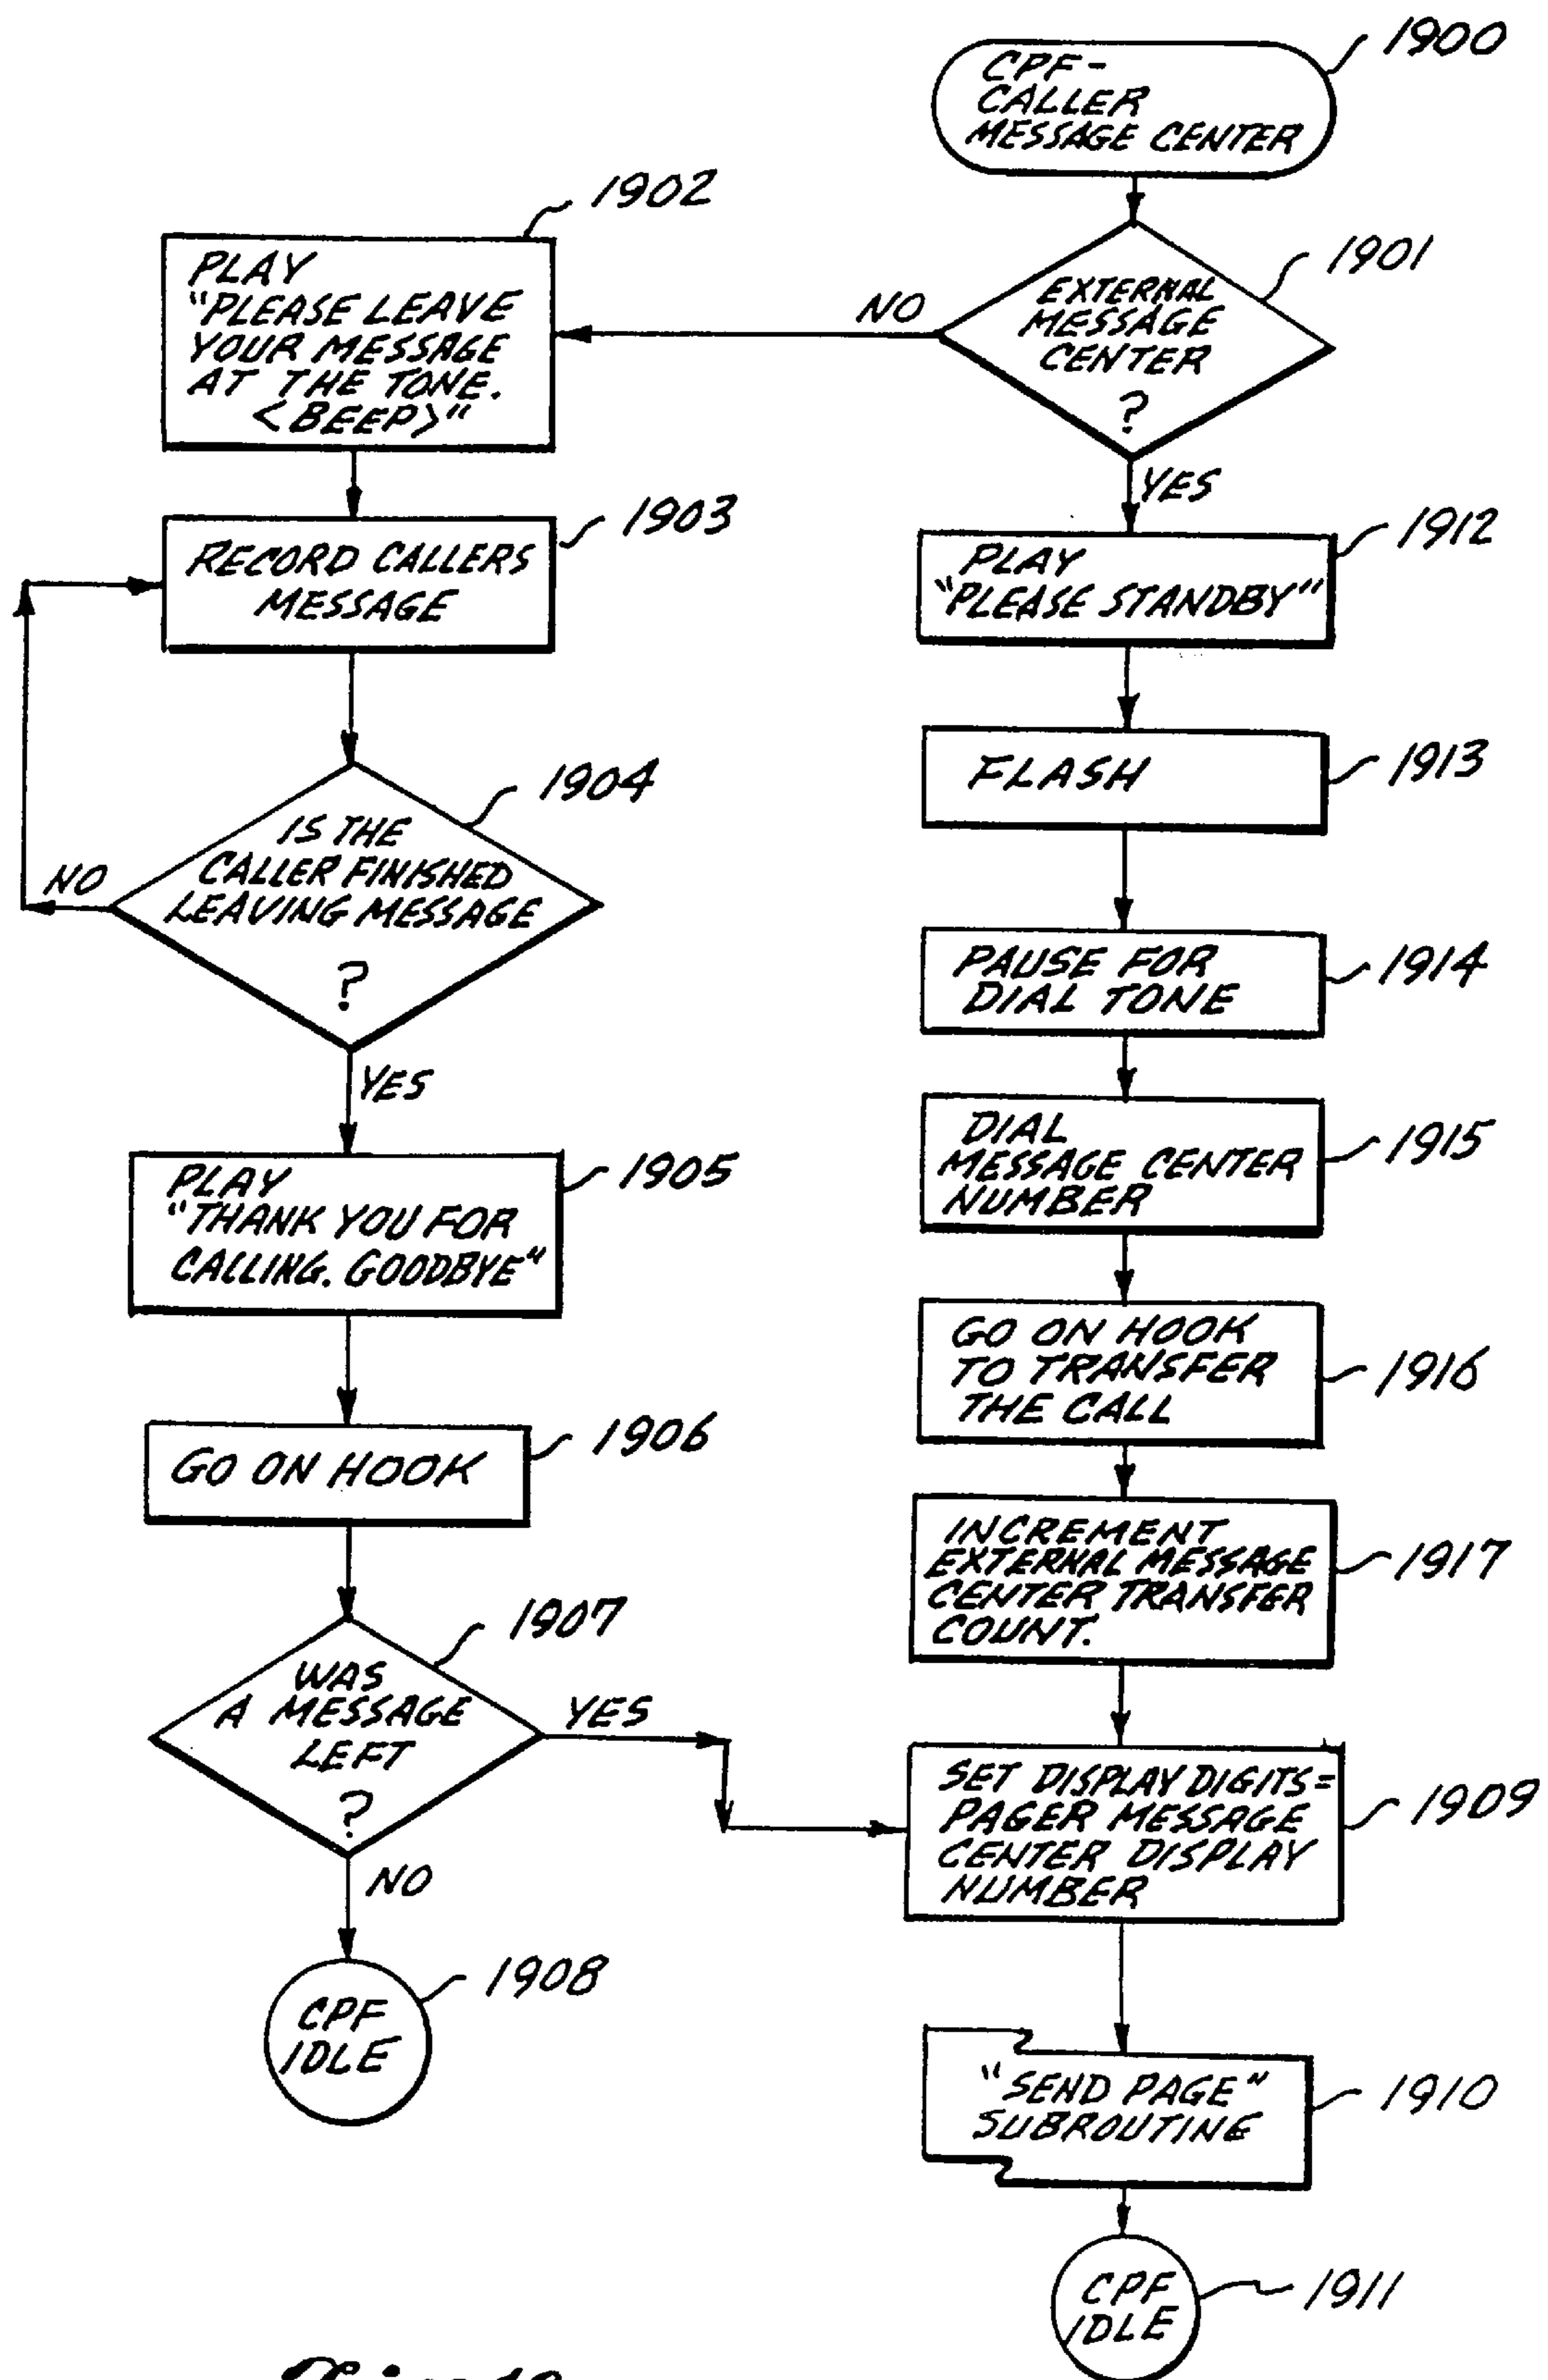 1900
CPF-
CALLER
MESSAGE CENTER
1901
EXTERNAL
MESSAGE
CENTER
?
NO
YES
1902
PLAY
"PLEASE LEAVE
YOUR MESSAGE
AT THE TONE.
<BEEP>"
1903
RECORD CALLERS
MESSAGE
1904
IS THE
CALLER FINISHED
LEAVING MESSAGE
?
NO
YES
1905
PLAY
"THANK YOU FOR
CALLING. GOODBYE"
1906
GO ON HOOK
1907
WAS
A MESSAGE
LEFT
?
YES
NO
1908
CPF
IDLE
1912
PLAY
"PLEASE STANDBY"
1913
FLASH
1914
PAUSE FOR
DIAL TONE
1915
DIAL
MESSAGE CENTER
NUMBER
1916
GO ON HOOK
TO TRANSFER
THE CALL
1917
INCREMENT
EXTERNAL MESSAGE
CENTER TRANSFER
COUNT.
1909
SET DISPLAY DIGITS=
PAGER MESSAGE
CENTER DISPLAY
NUMBER
1910
"SEND PAGE"
SUBROUTINE
1911
CPF
IDLE